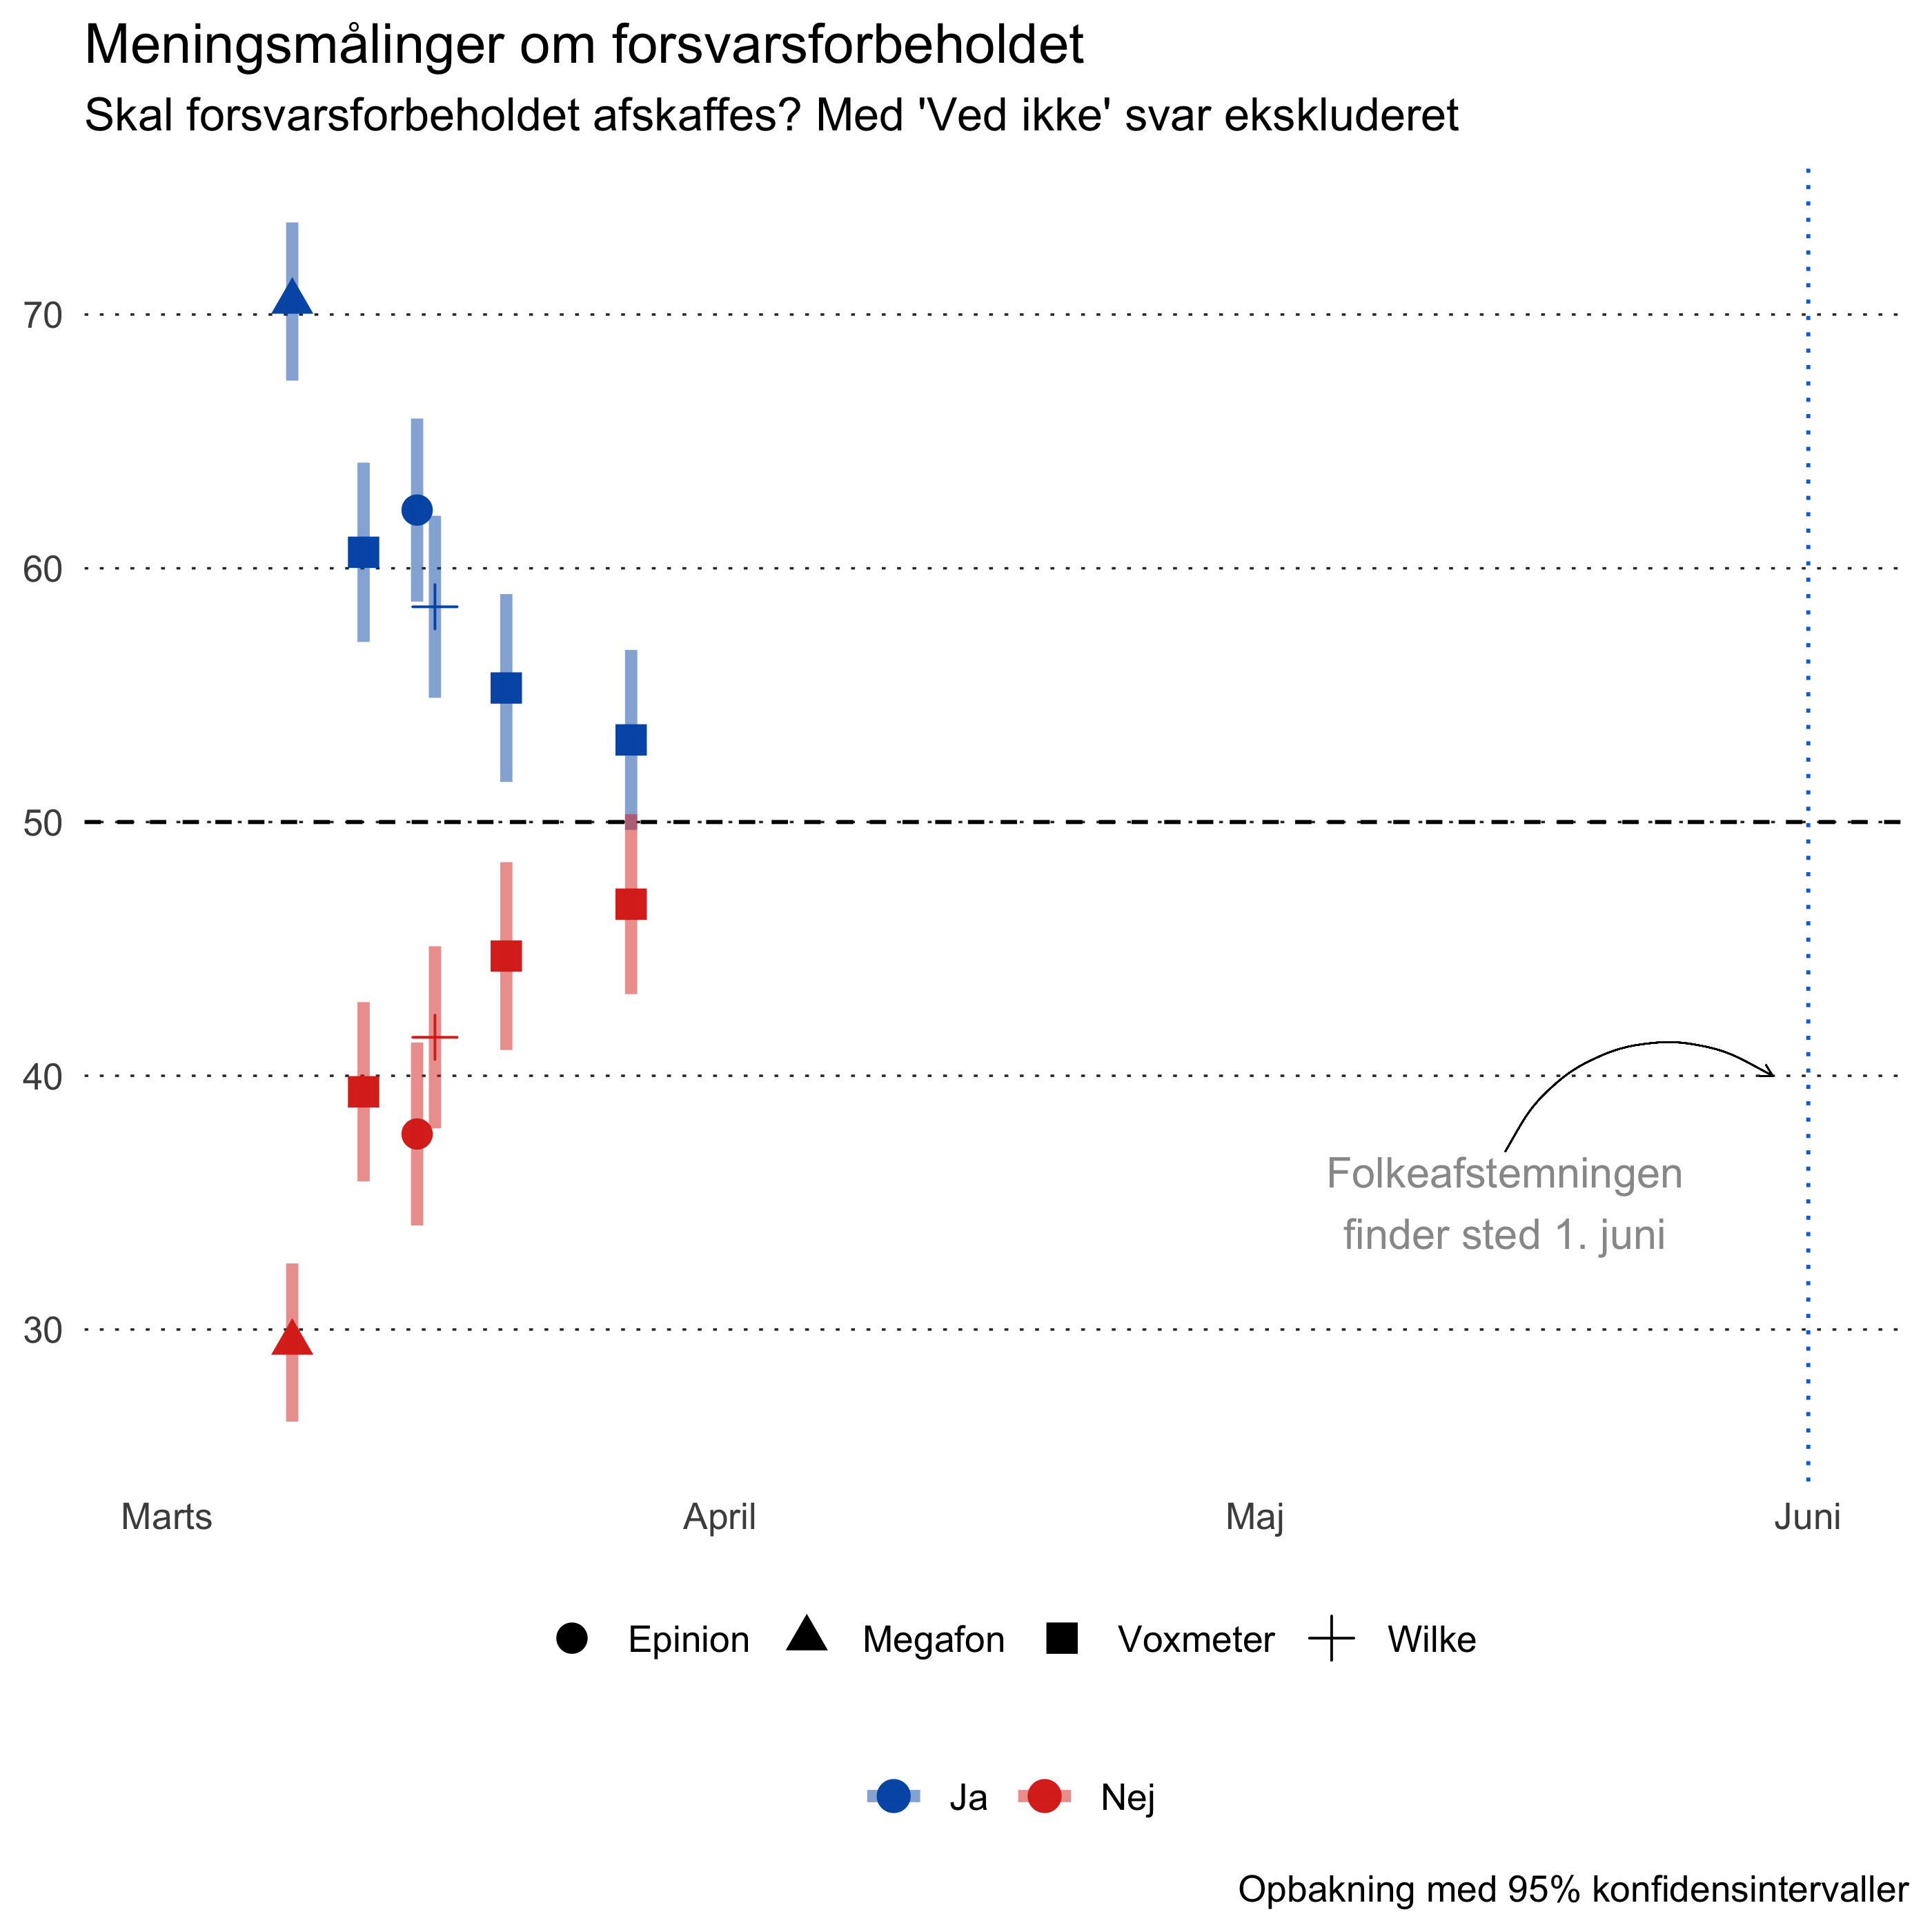 Meningsmålinger om forsvarsforbeholdet
Skal forsvarsforbeholdet afskaffes? Med 'Ved ikke' svar ekskluderet
70
60
50
40
30
Folkeafstemningen
finder sted 1. juni
Marts April Maj Juni
Epinion Megafon Voxmeter Wilke
Ja Nej
Opbakning med 95% konfidensintervaller